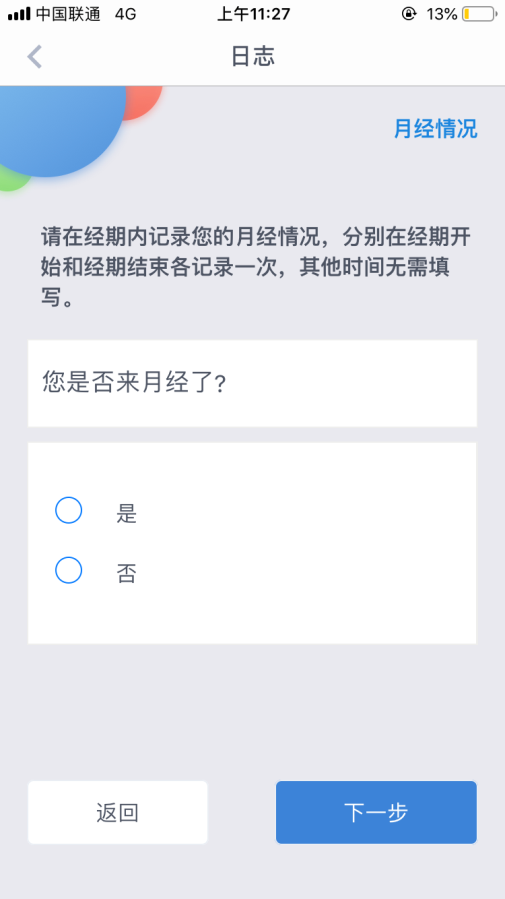 中国联通 4G 上午11:27 13%
日志
月经情况
请在经期内记录您的月经情况，分别在经期开
始和经期结束各记录一次，其他时间无需填
写。
您是否来月经了?
是
否
返回 下一步